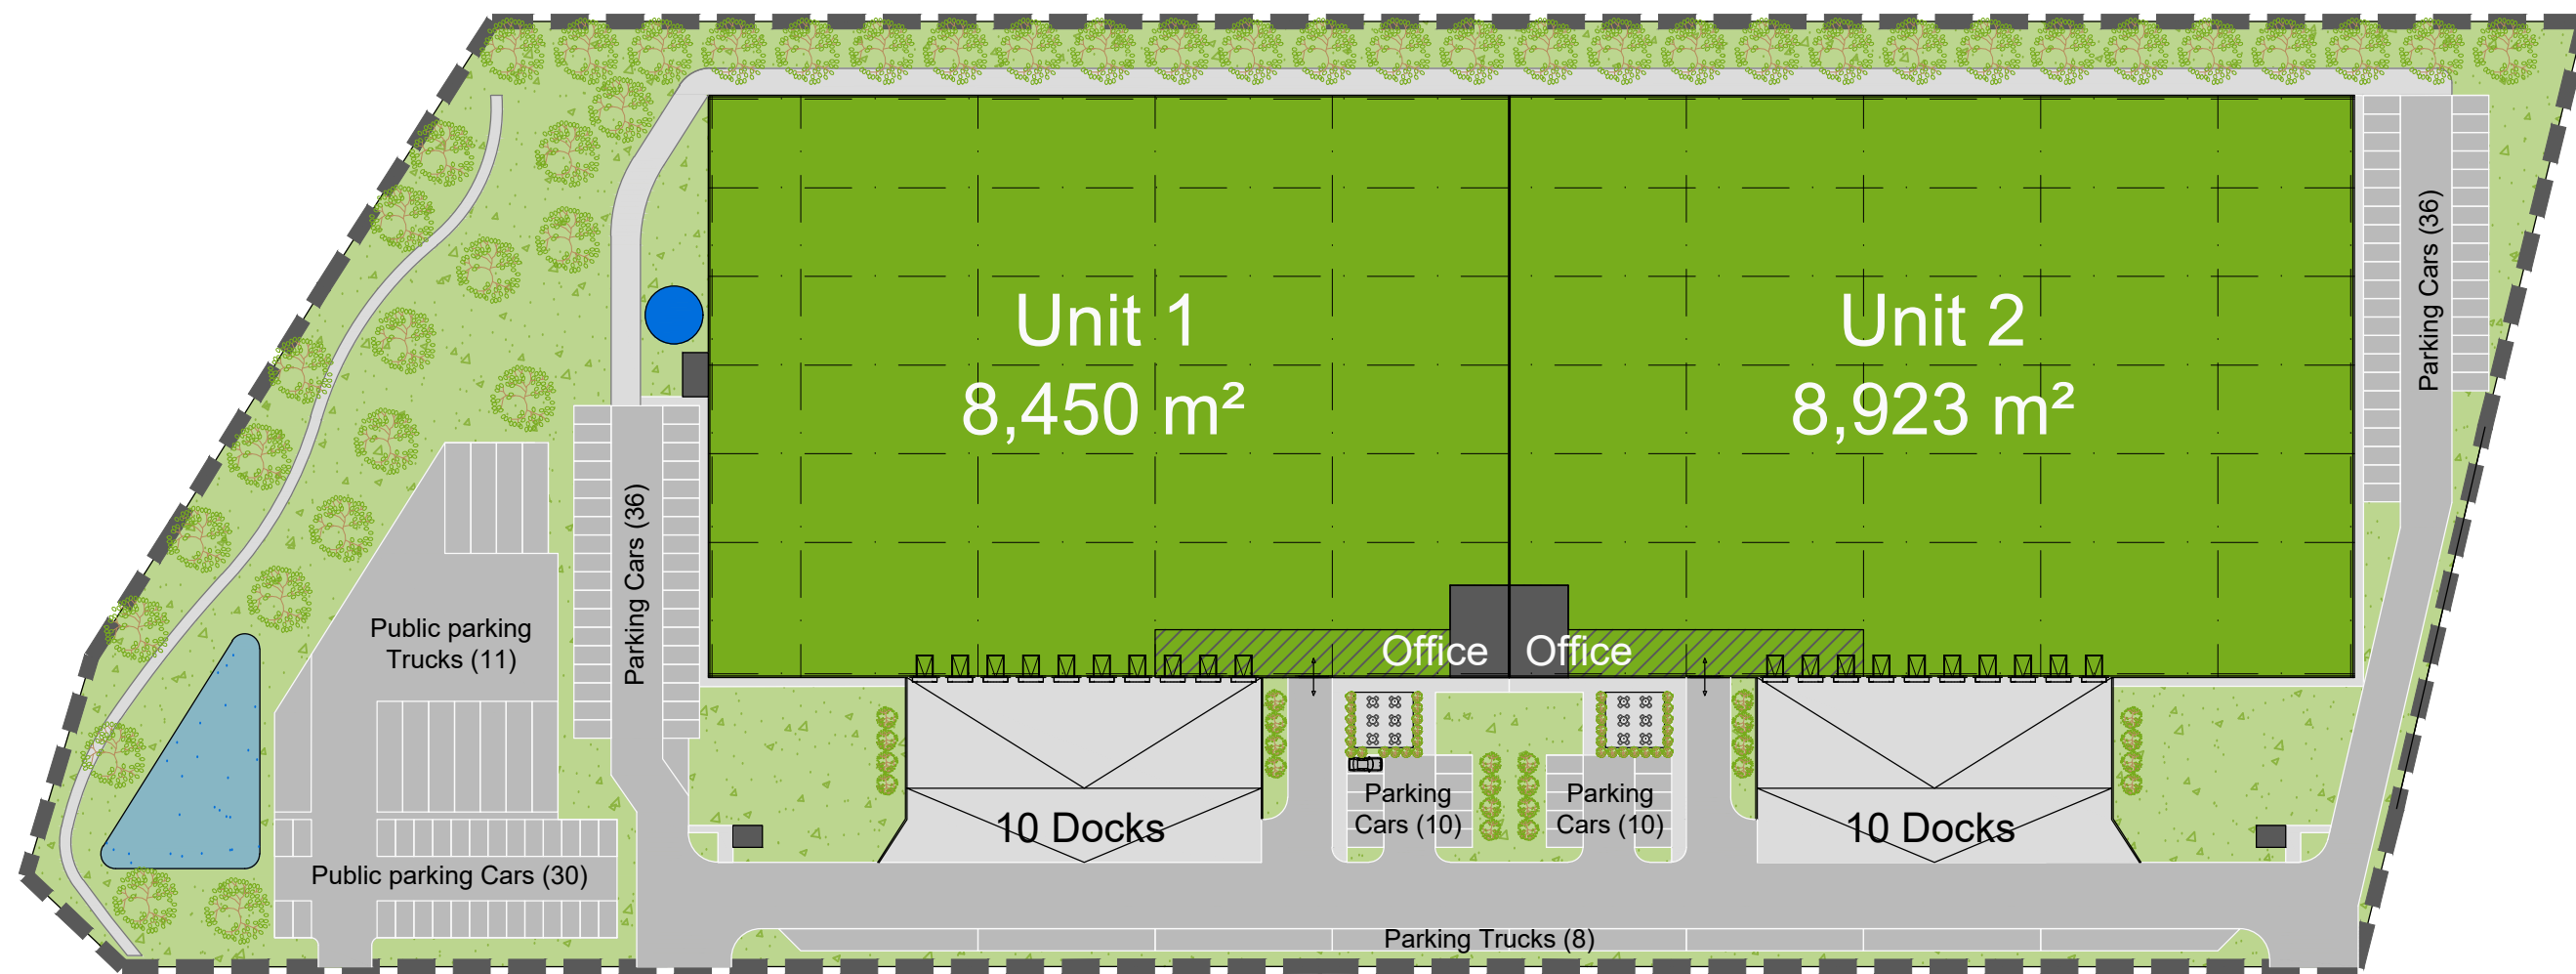 Unit 1
8,450 m²
Unit 2
8,923 m²
Parking Cars (36)
Parking Cars (36)
Public parking
Trucks (11)
Office
Office
10 Docks
Parking
Cars (10)
Parking
Cars (10)
10 Docks
Public parking Cars (30)
Parking Trucks (8)